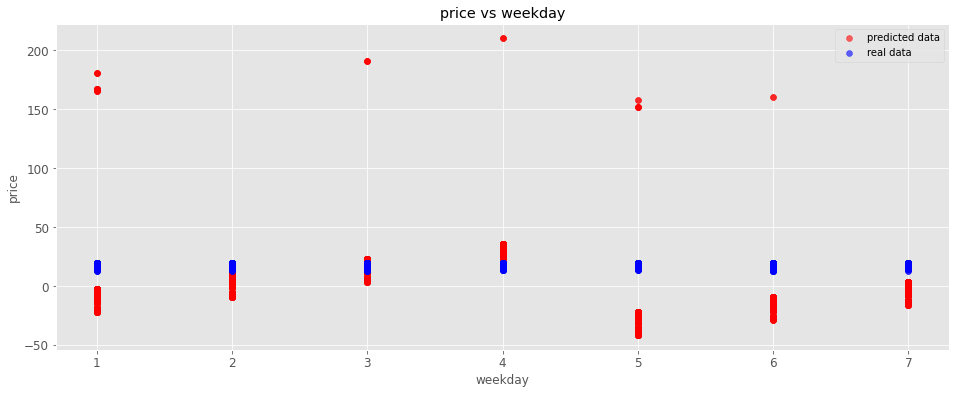 price vs weekday
predicted data
real data
200
150
100
50
0
−50
price
1 2 3 4 5 6 7
weekday